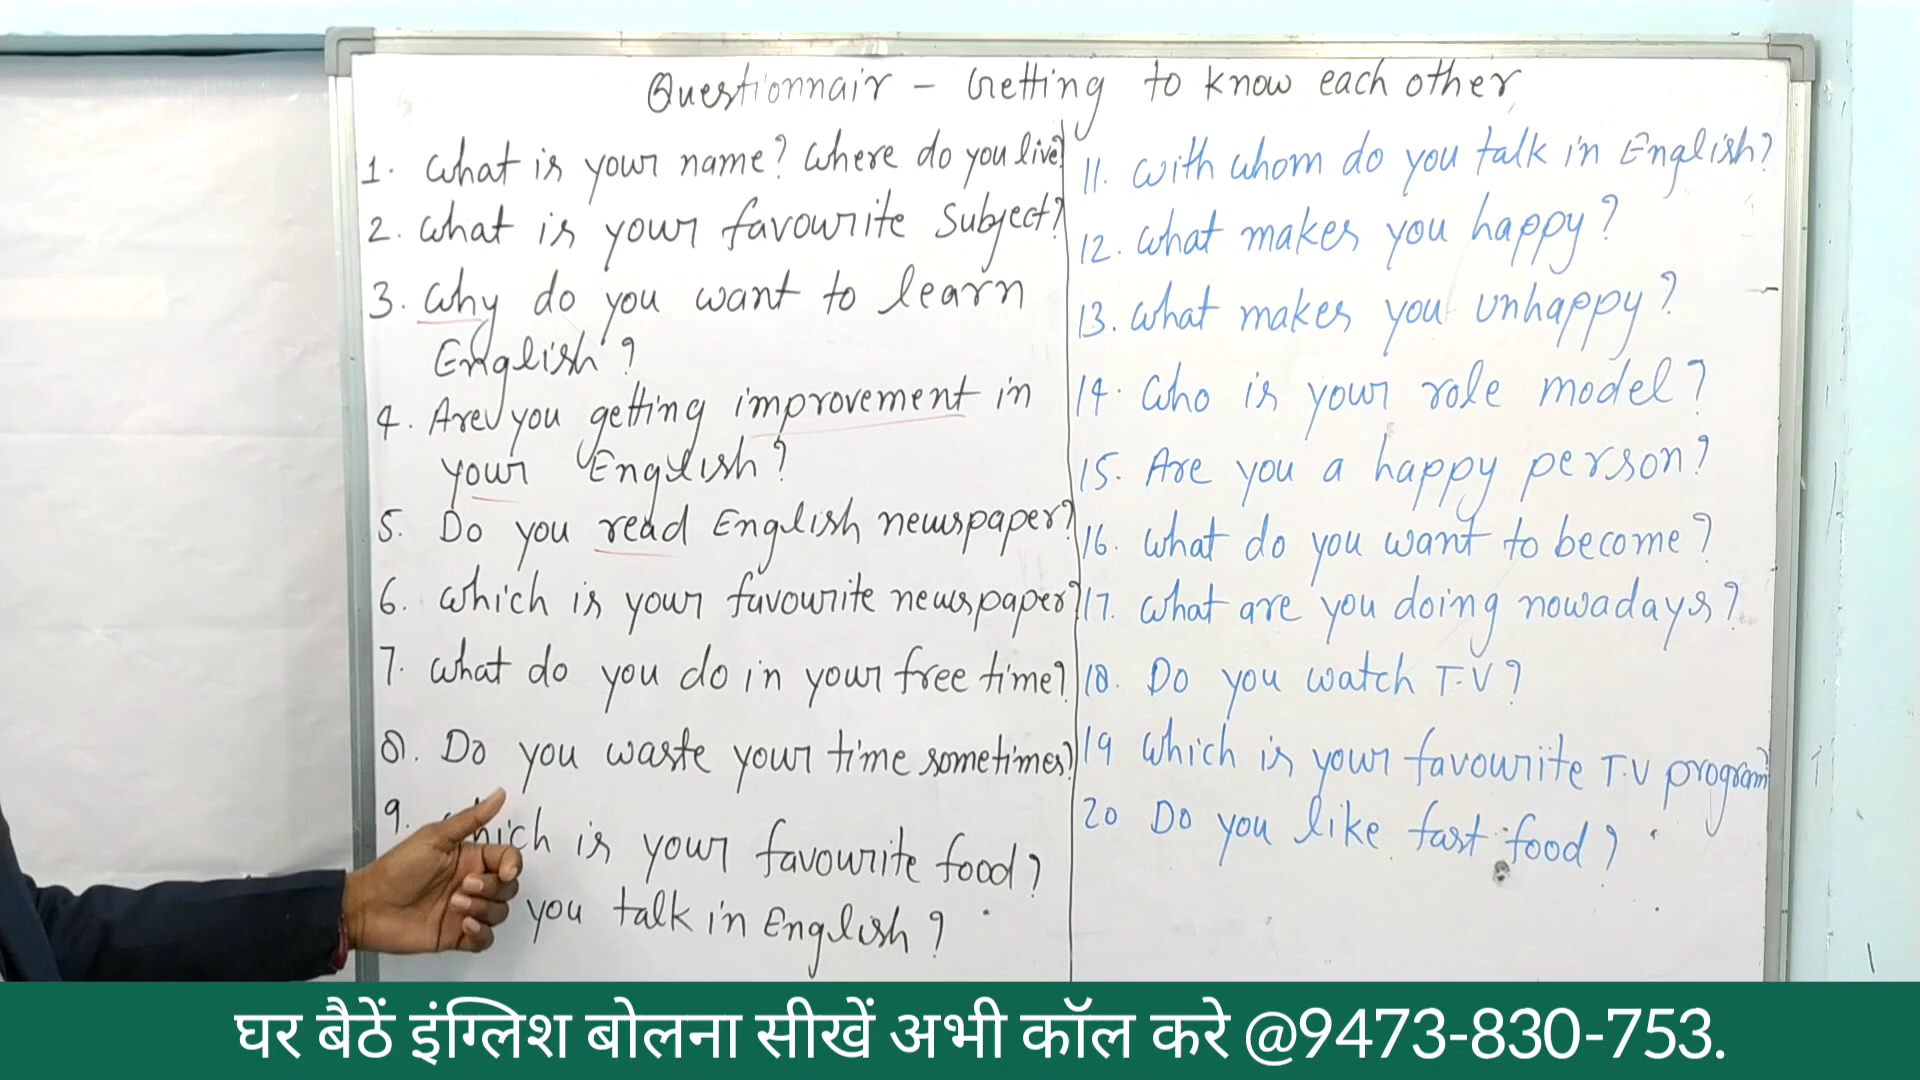 Questionnair - Getting to know each other
1. What is your name? Where do you live?
2. What is your favourite Subject?
3. Why do you want to learn
English?
4. Are you getting improvement in
your English?
5. Do you read English newspaper?
6. Which is your favourite newspaper?
7. What do you do in your free time?
8. Do you waste your time sometimes?
9. Which is your favourite food?
you talk in English?
11. With whom do you talk in English?
12. What makes you happy?
13. What makes you unhappy?
14. Who is your role model?
15. Are you a happy person?
16. What do you want to become?
17. What are you doing nowadays?
18. Do you watch T.V?
19 Which is your favourite T.V program?
20 Do you like fast food?
घर बैठें इंग्लिश बोलना सीखें अभी कॉल करे @9473-830-753.